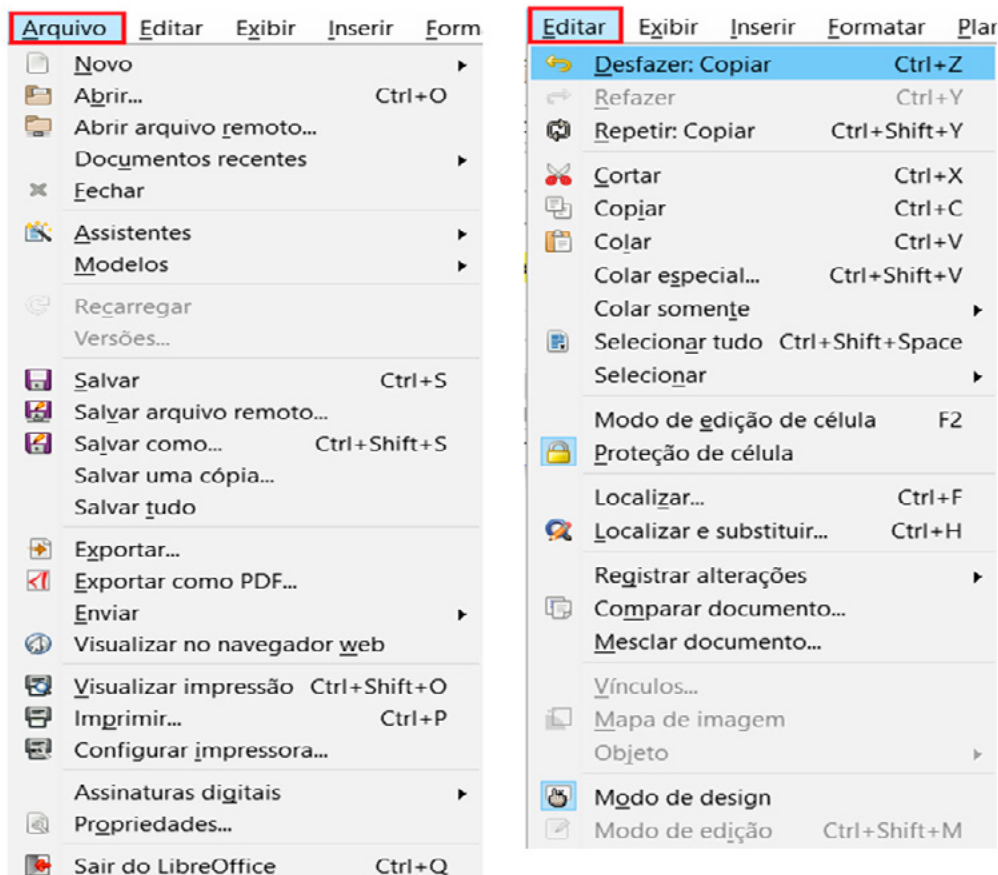 Arquivo Editar Exibir Inserir Form
Novo
Abrir... Ctrl+O
Abrir arquivo remoto...
Documentos recentes
Fechar
Assistentes
Modelos
Recarregar
Versões...
Salvar Ctrl+S
Salvar arquivo remoto...
Salvar como... Ctrl+Shift+S
Salvar uma cópia...
Salvar tudo
Exportar...
Exportar como PDF...
Enviar
Visualizar no navegador web
Visualizar impressão Ctrl+Shift+O
Imprimir... Ctrl+P
Configurar impressora...
Assinaturas digitais
Propriedades...
Sair do LibreOffice Ctrl+Q
Editar Exibir Inserir Formatar Plan
Desfazer: Copiar Ctrl+Z
Refazer Ctrl+Y
Repetir: Copiar Ctrl+Shift+Y
Cortar Ctrl+X
Copiar Ctrl+C
Colar Ctrl+V
Colar especial... Ctrl+Shift+V
Colar somente
Selecionar tudo Ctrl+Shift+Space
Selecionar
Modo de edição de célula F2
Proteção de célula
Localizar... Ctrl+F
Localizar e substituir... Ctrl+H
Registrar alterações
Comparar documento...
Mesclar documento...
Vínculos...
Mapa de imagem
Objeto
Modo de design
Modo de edição Ctrl+Shift+M